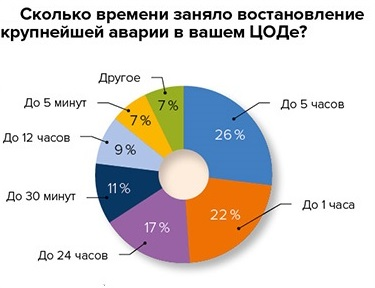 Сколько времени заняло востановление
крупнейшей аварии в вашем ЦОДе?
Другое
7 %
До 5 минут
7 %
До 5 часов
26 %
До 12 часов
9 %
До 30 минут
11 %
До 1 часа
22 %
17 %
До 24 часов